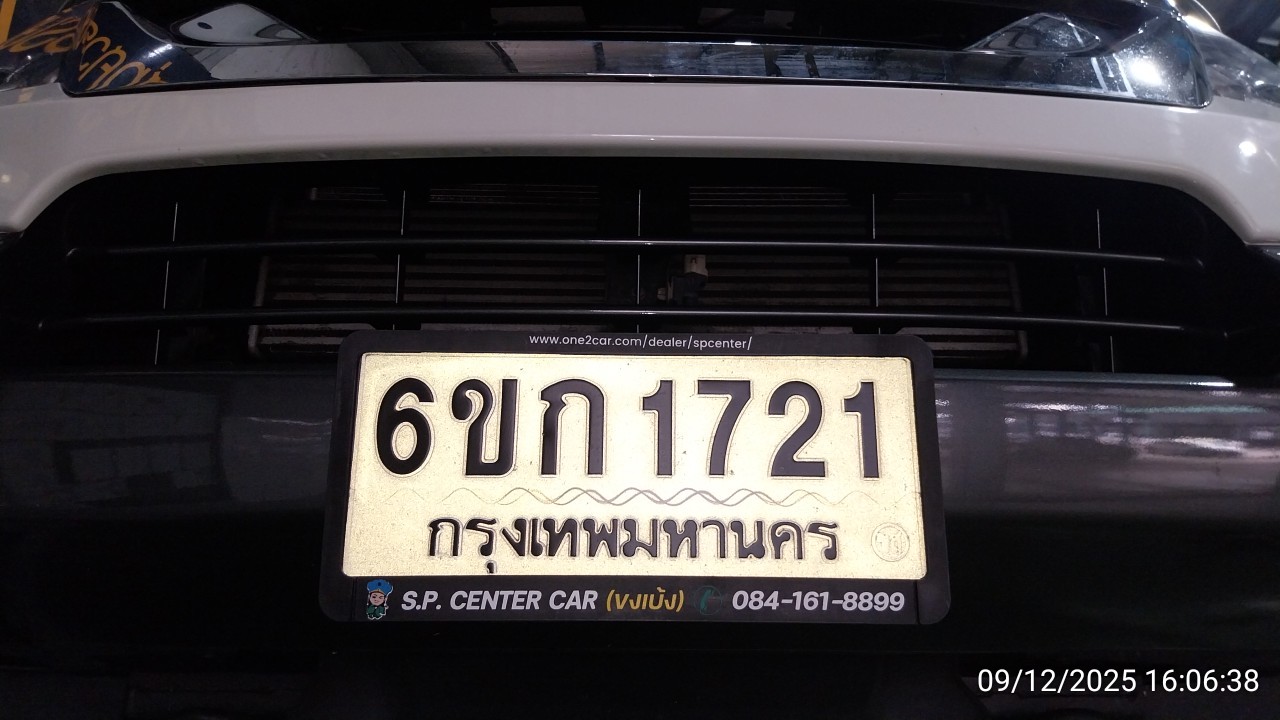 www.one2car.com/dealer/spcenter/
6ขก 1721
กรุงเทพมหานคร
S.P. CENTER CAR (ขงเบ้ง) 084-161-8899
09/12/2025 16:06:38